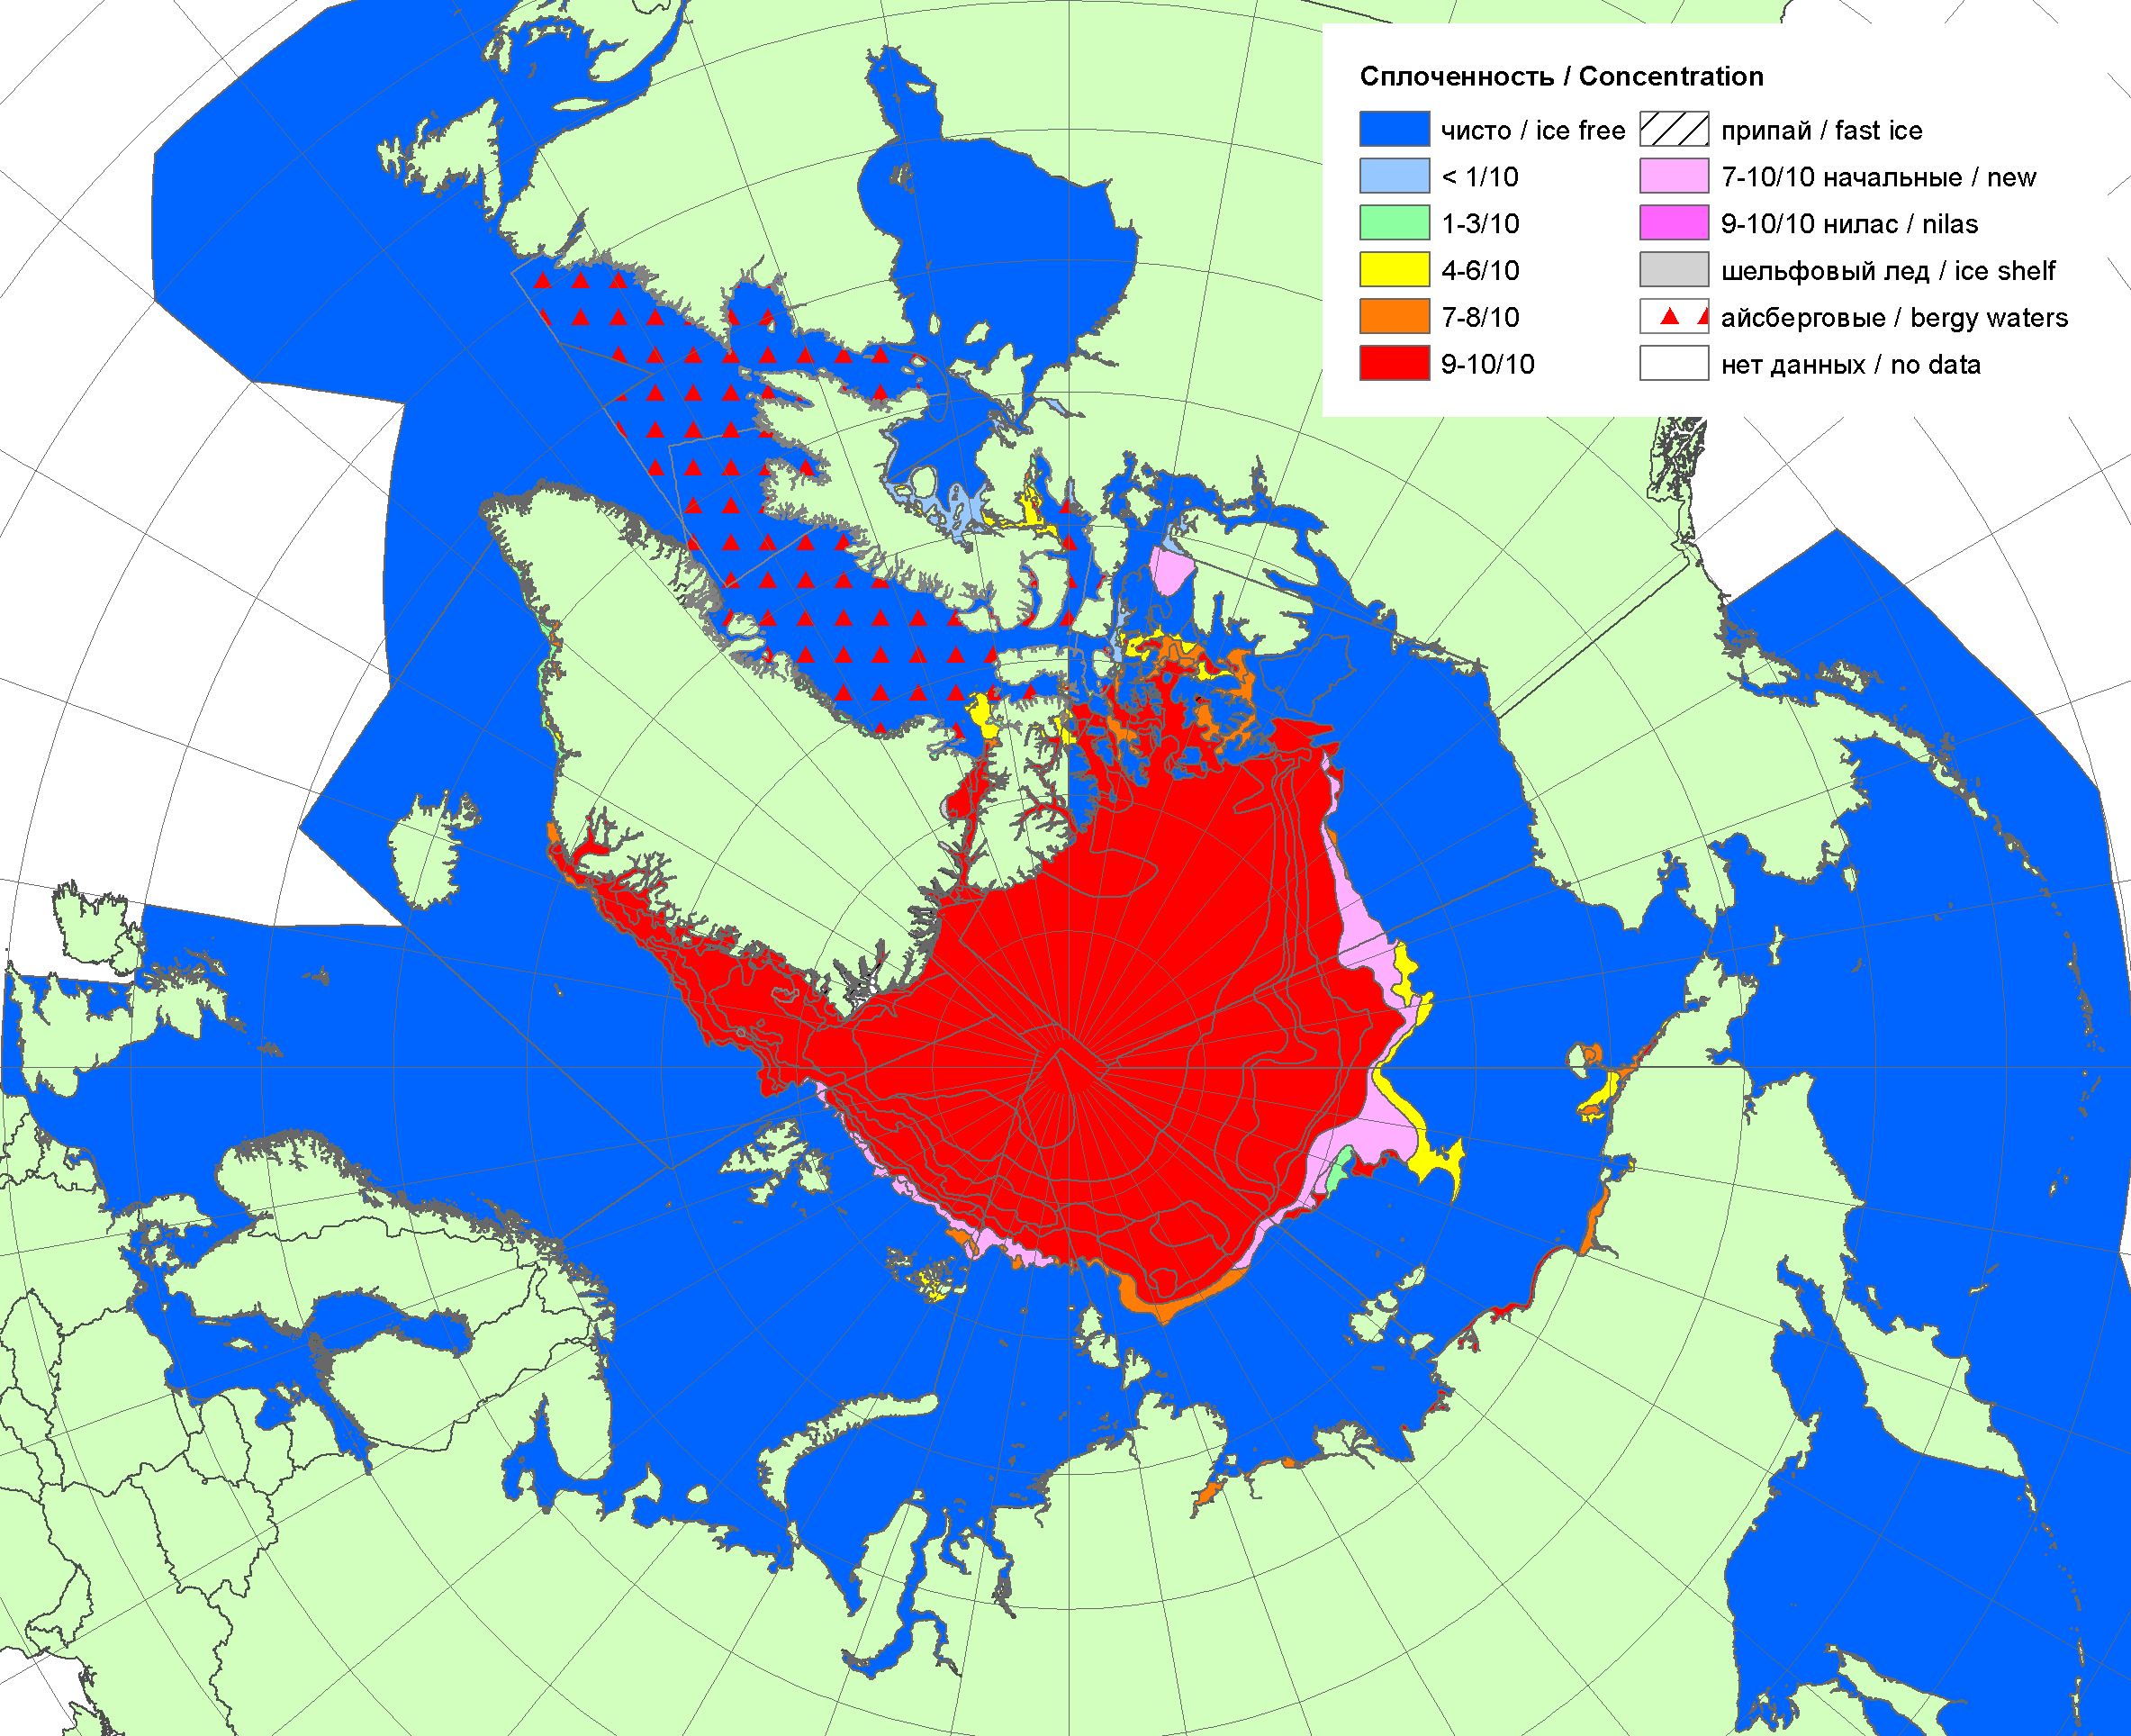 Сплоченность / Concentration
чисто / ice free
< 1/10
1-3/10
4-6/10
7-8/10
9-10/10
припай / fast ice
7-10/10 начальные / new
9-10/10 нилас / nilas
шельфовый лед / ice shelf
айсберговые / bergy waters
нет данных / no data